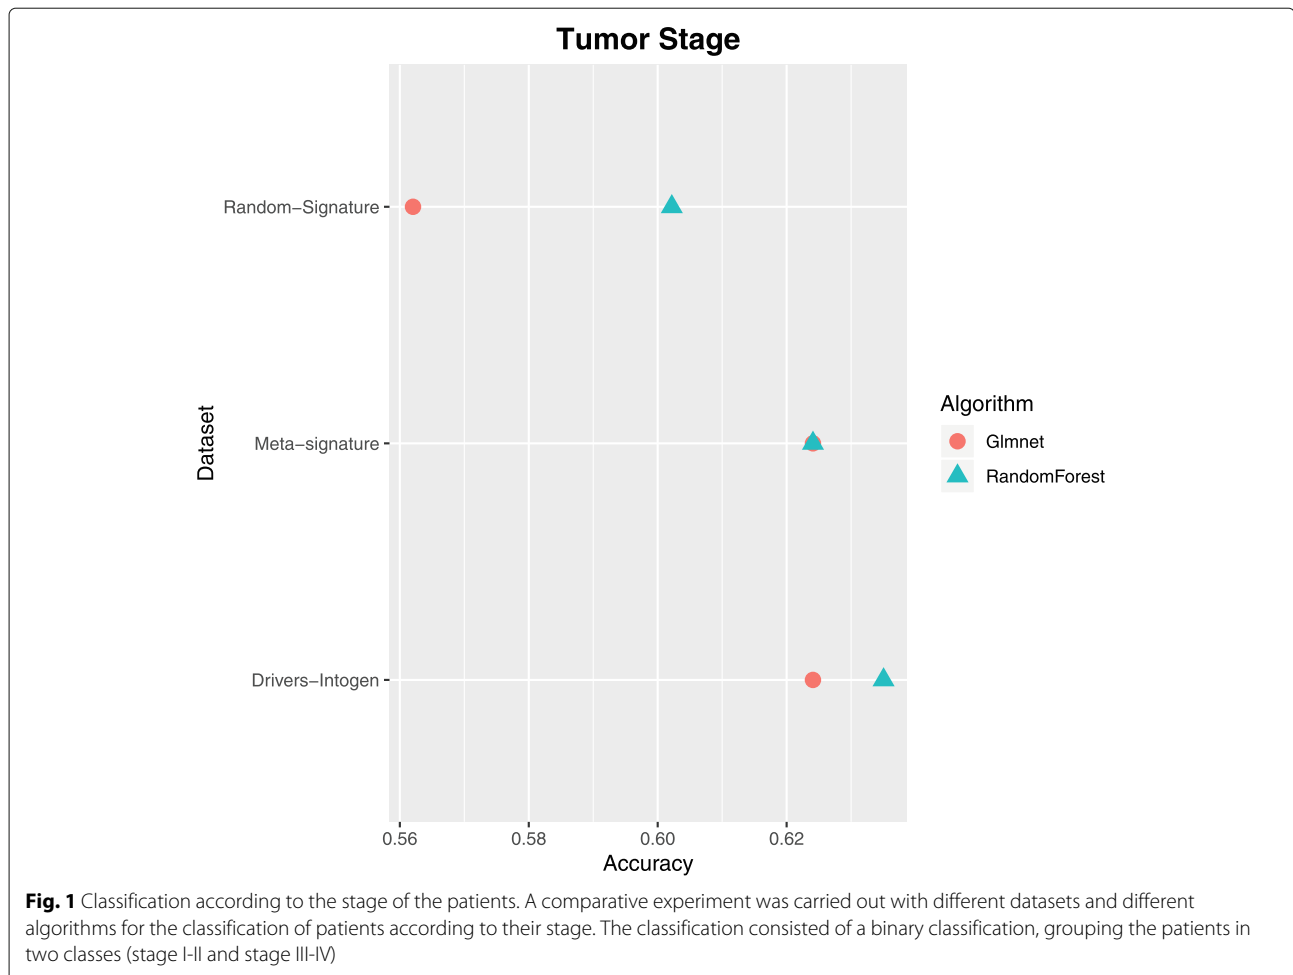 Tumor Stage
Random−Signature
Meta−signature
Drivers−Intogen
Dataset
0.56 0.58 0.60 0.62
Accuracy
Algorithm
Glmnet
RandomForest
Fig. 1 Classification according to the stage of the patients. A comparative experiment was carried out with different datasets and different
algorithms for the classification of patients according to their stage. The classification consisted of a binary classification, grouping the patients in
two classes (stage I-II and stage III-IV)